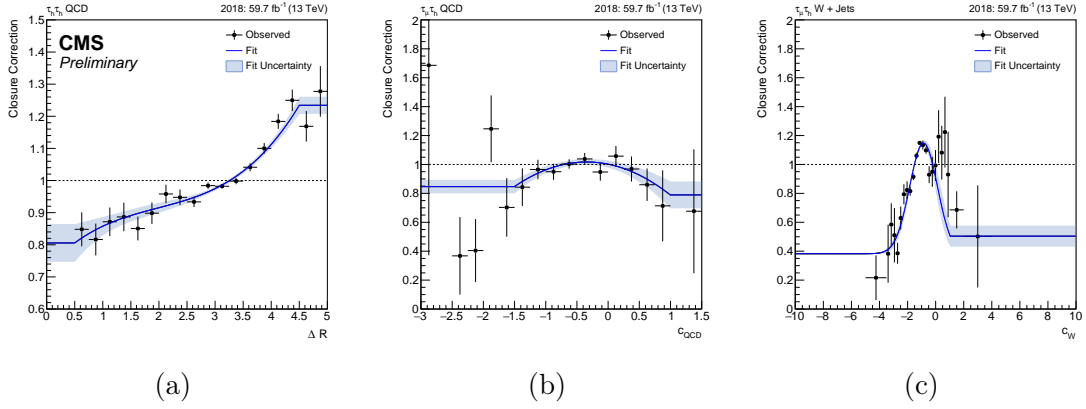 τₕτₕ QCD 2018: 59.7 fb⁻¹ (13 TeV)
CMS
Preliminary
Observed
Fit
Fit Uncertainty
Closure Correction
1.5
1.4
1.3
1.2
1.1
1
0.9
0.8
0.7
0.6
0 0.5 1 1.5 2 2.5 3 3.5 4 4.5 5
Δ R
(a)
τ_μτₕ QCD 2018: 59.7 fb⁻¹ (13 TeV)
Observed
Fit
Fit Uncertainty
Closure Correction
2
1.8
1.6
1.4
1.2
1
0.8
0.6
0.4
0.2
0
−3 −2.5 −2 −1.5 −1 −0.5 0 0.5 1 1.5
c_QCD
(b)
τ_μτₕ W + Jets 2018: 59.7 fb⁻¹ (13 TeV)
Observed
Fit
Fit Uncertainty
Closure Correction
2
1.8
1.6
1.4
1.2
1
0.8
0.6
0.4
0.2
0
−10 −8 −6 −4 −2 0 2 4 6 8 10
c_W
(c)